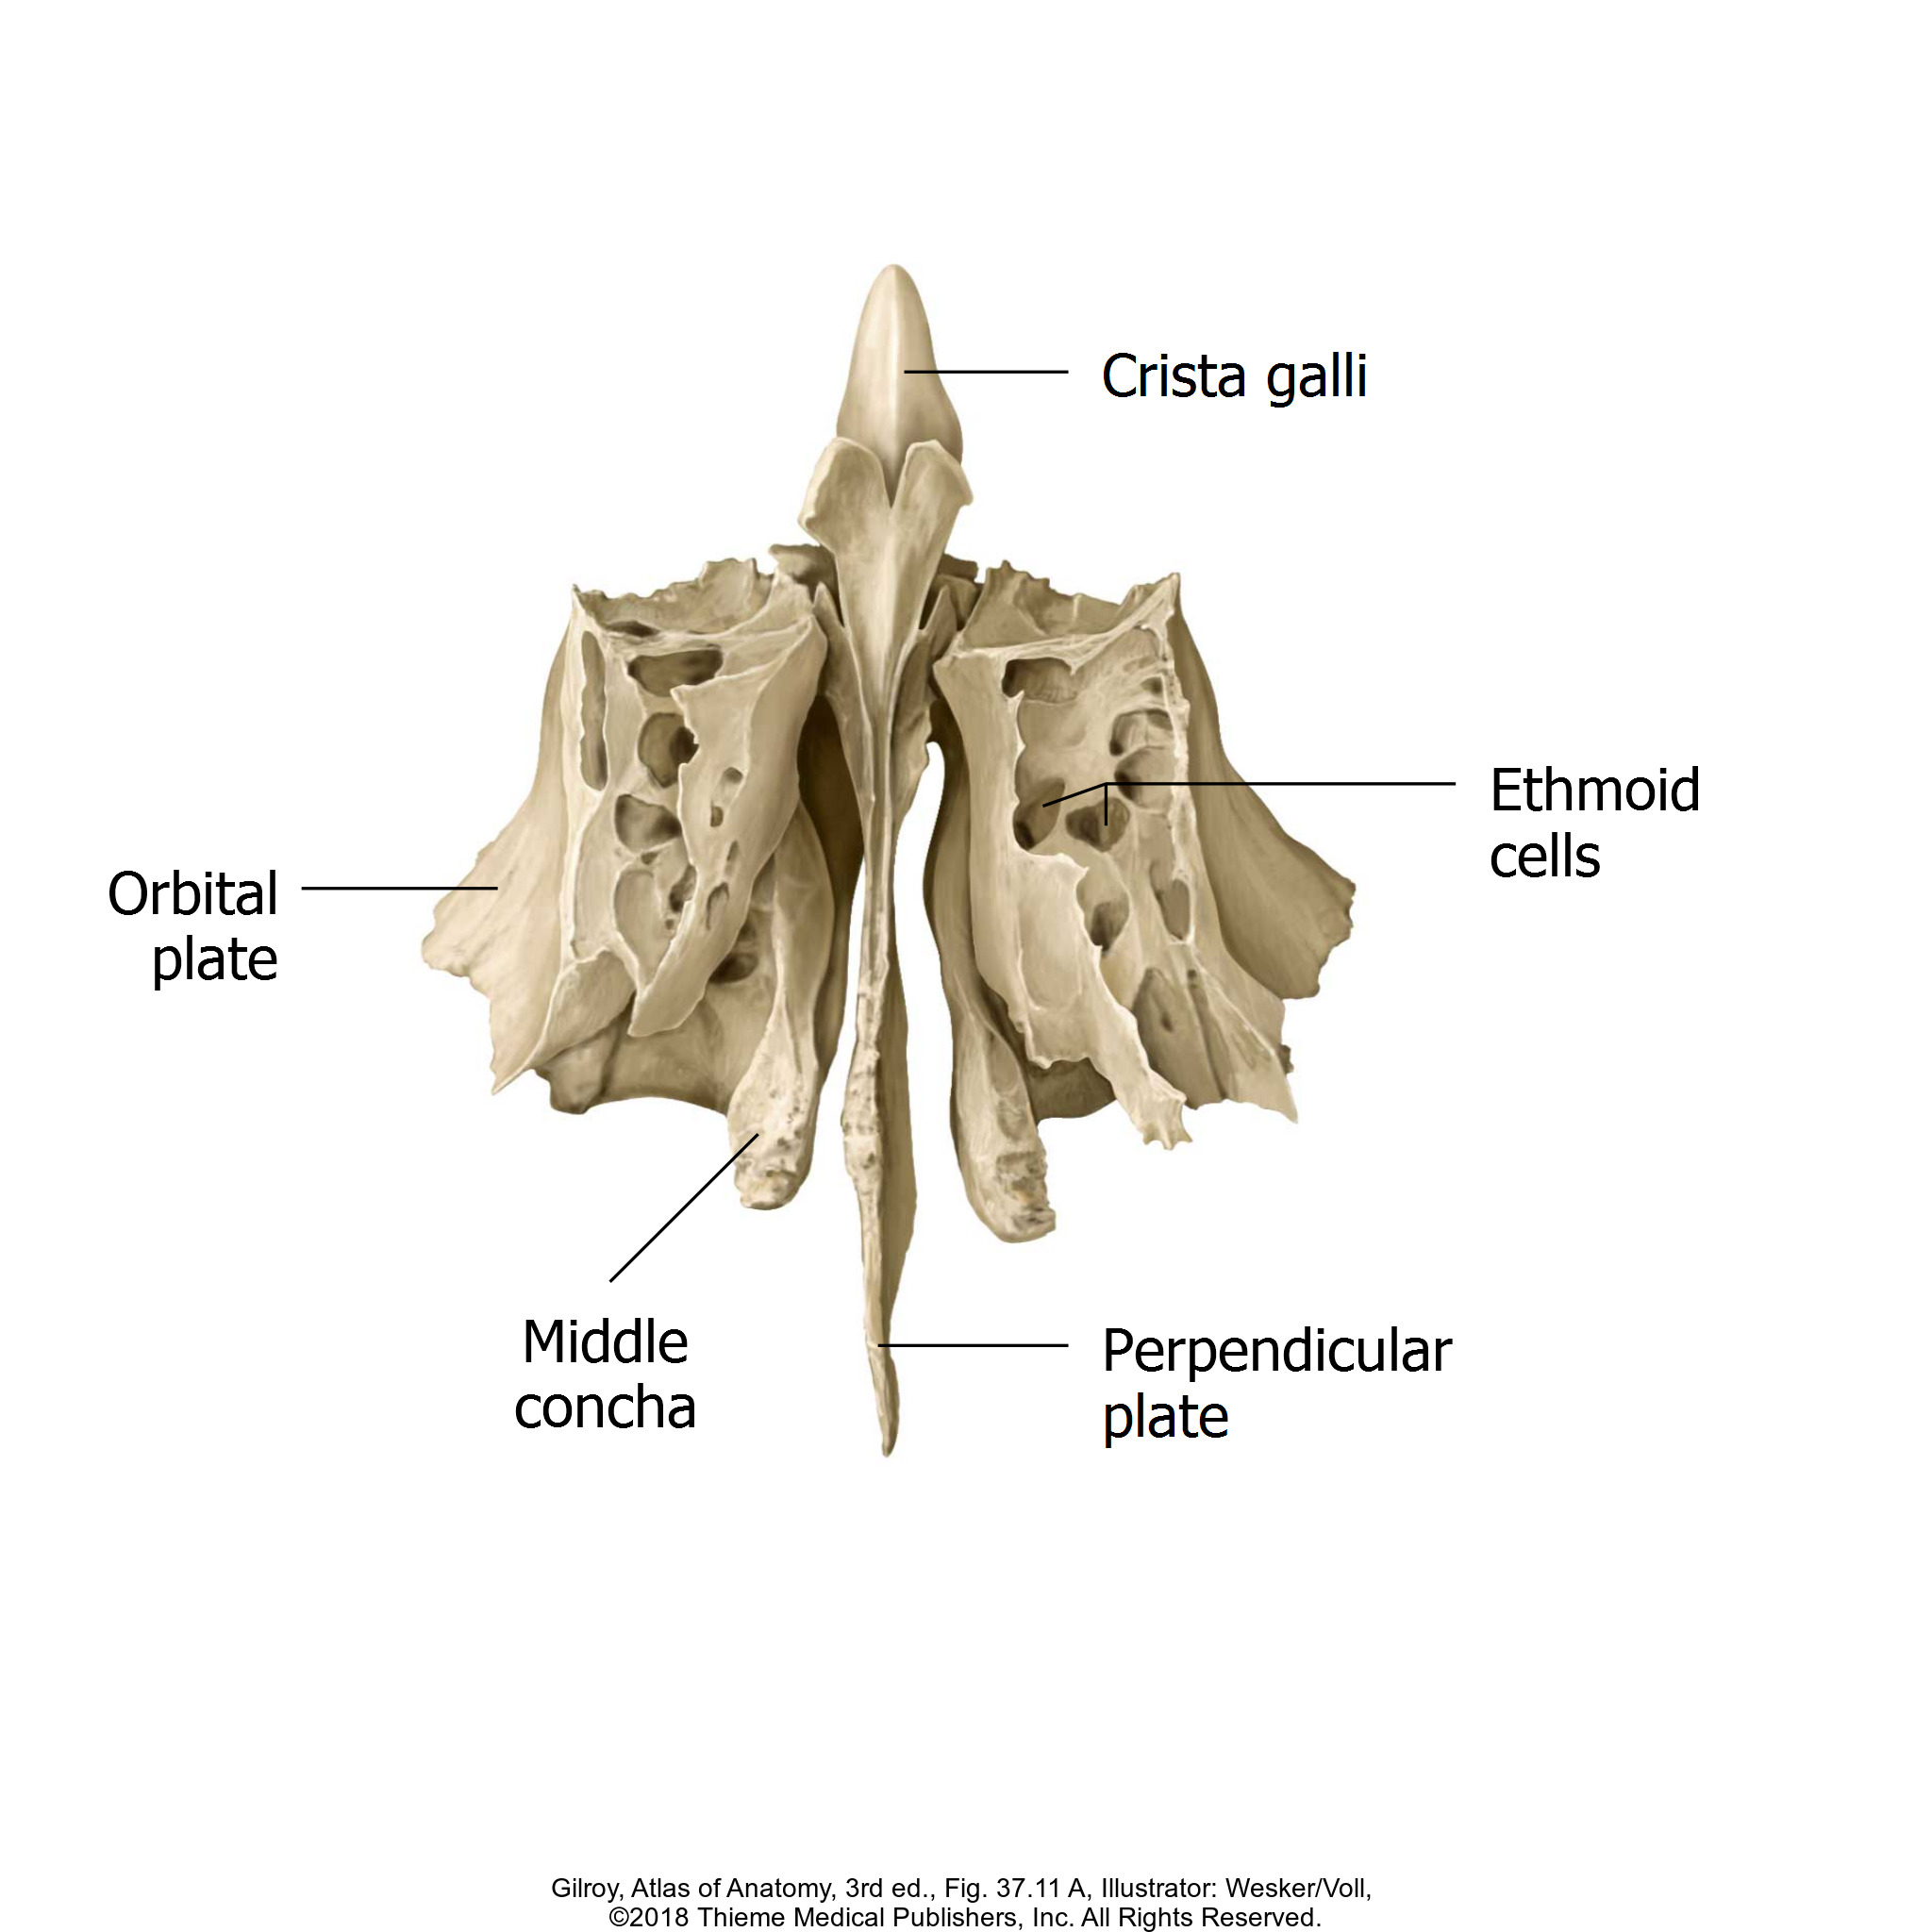 Crista galli
Ethmoid
cells
Orbital
plate
Middle
concha
Perpendicular
plate
Gilroy, Atlas of Anatomy, 3rd ed., Fig. 37.11 A, Illustrator: Wesker/Voll,
©2018 Thieme Medical Publishers, Inc. All Rights Reserved.